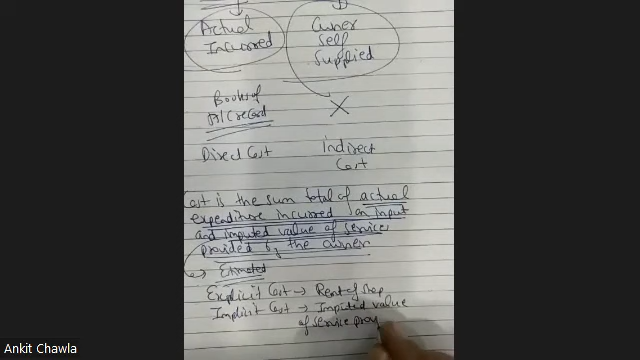 Actual
Incurred
Owner
Self
Supplied
Books of
A/C record
X
Direct Cost
Indirect
Cost
Cost is the sum total of actual
expenditure incurred on input
and imputed value of services
provided by the owner
Estimated
Explicit Cost → Rent of
Implicit Cost → Imputed value
of service prov
Ankit Chawla